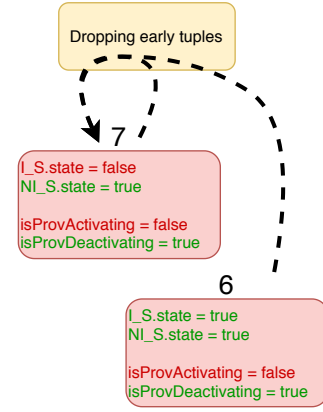 Dropping early tuples
7
I_S.state = false
NI_S.state = true
isProvActivating = false
isProvDeactivating = true
6
I_S.state = true
NI_S.state = true
isProvActivating = false
isProvDeactivating = true